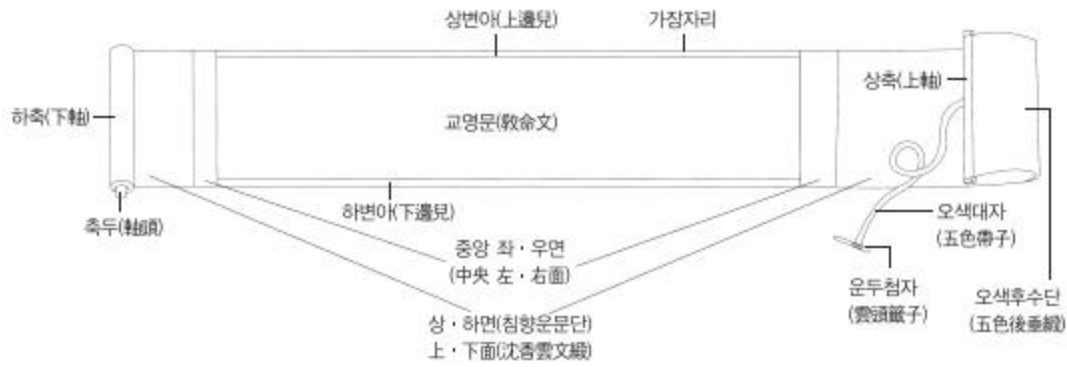 상변아(上邊兒)
가장자리
상축(上軸)
하축(下軸)
교명문(敎命文)
하변아(下邊兒)
축두(軸頭)
오색대자
(五色帶子)
중앙 좌·우면
(中央 左·右面)
운두첨자
(雲頭籤子)
오색후수단
(五色後垂緞)
상·하면(침향운문단)
上·下面(沈香雲文緞)